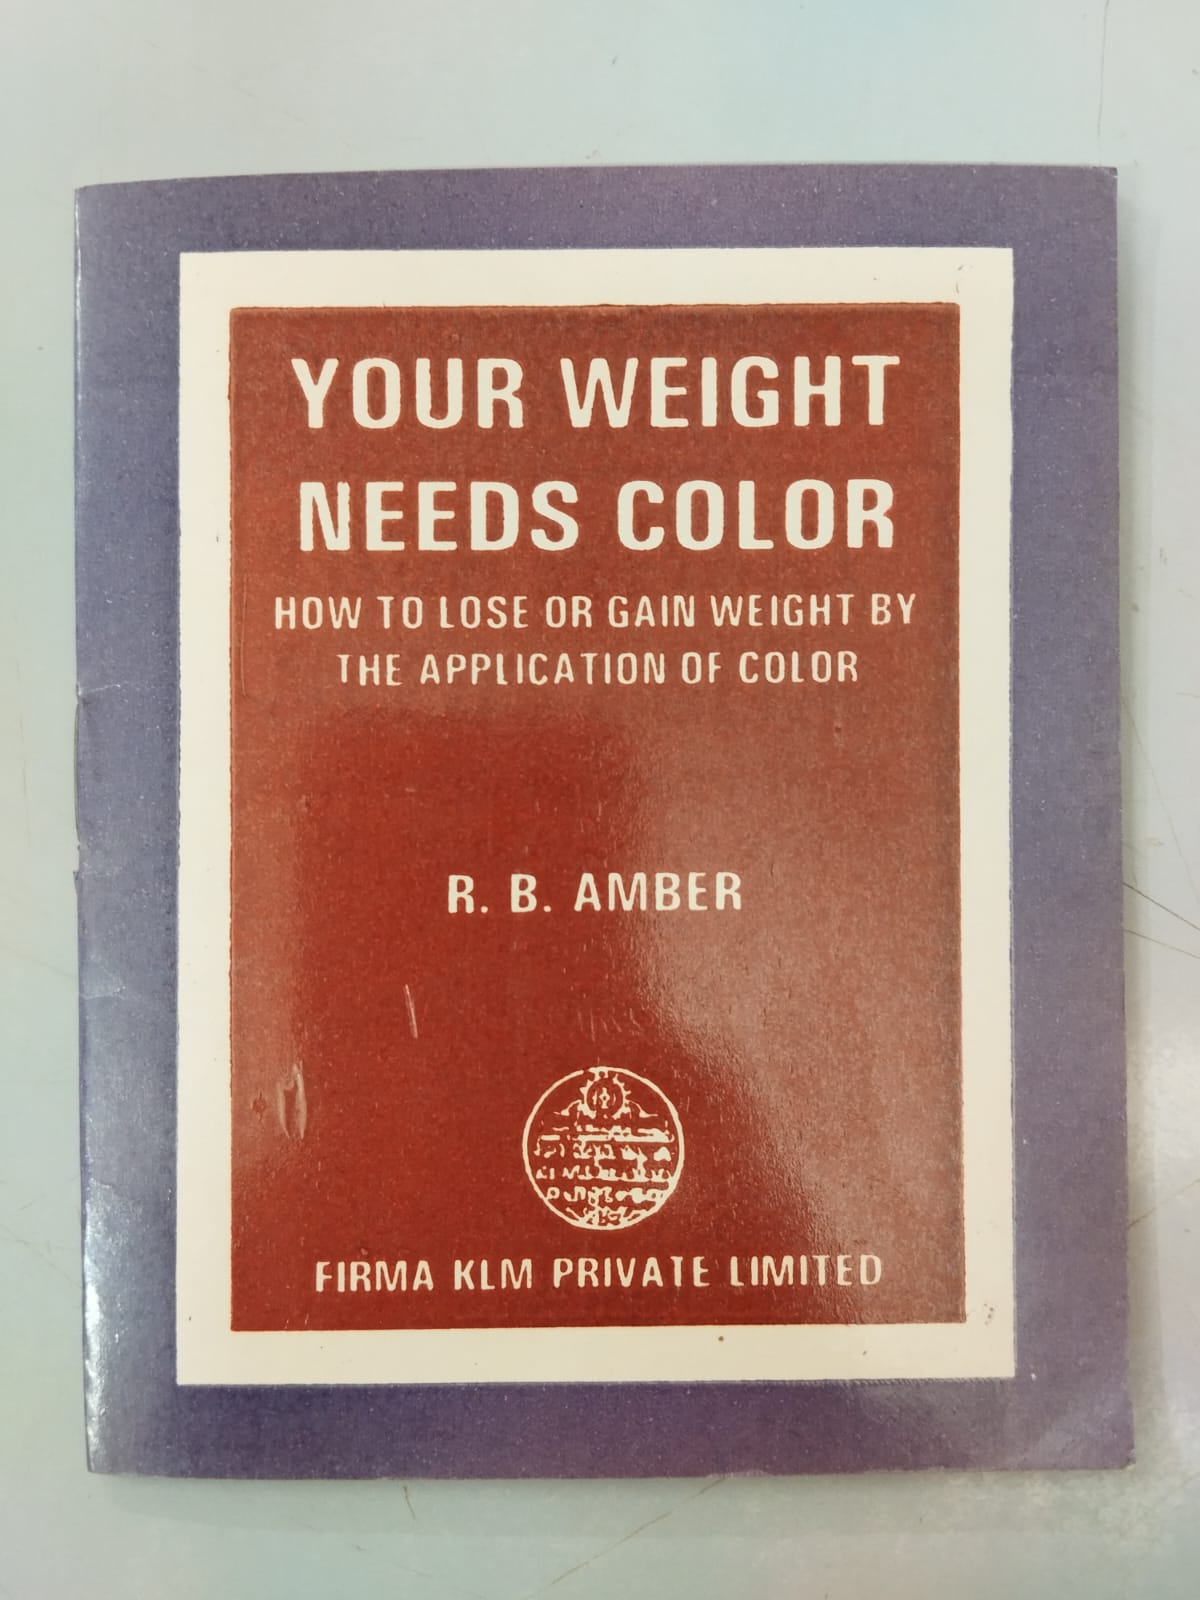 YOUR WEIGHT
NEEDS COLOR
HOW TO LOSE OR GAIN WEIGHT BY
THE APPLICATION OF COLOR
R. B. AMBER
FIRMA KLM PRIVATE LIMITED